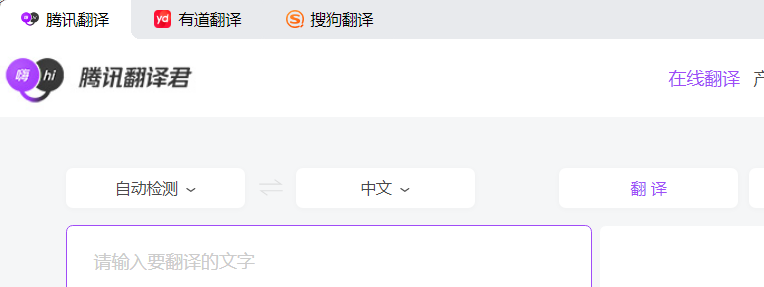 腾讯翻译 有道翻译 搜狗翻译
嗨 hi 腾讯翻译君 在线翻译
自动检测 中文 翻 译
请输入要翻译的文字